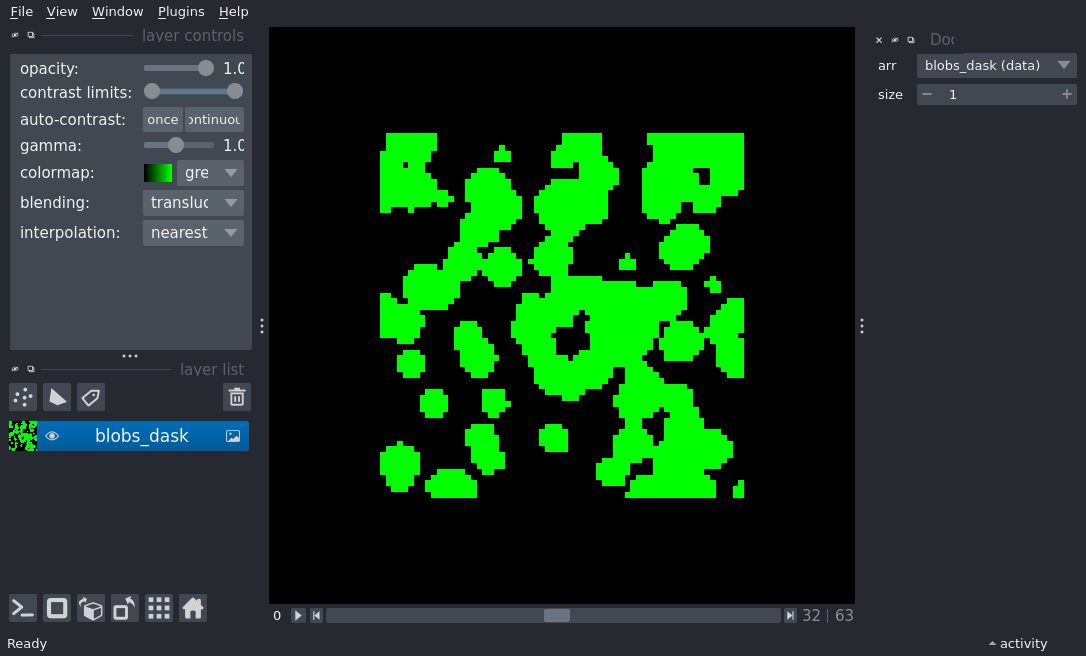 File View Window Plugins Help
layer controls
opacity: 1.0
contrast limits:
auto-contrast: once ontinuou
gamma: 1.0
colormap: gre
blending: transluc
interpolation: nearest
layer list
blobs_dask
0 32 | 63
Ready
Doc
arr blobs_dask (data)
size 1
activity